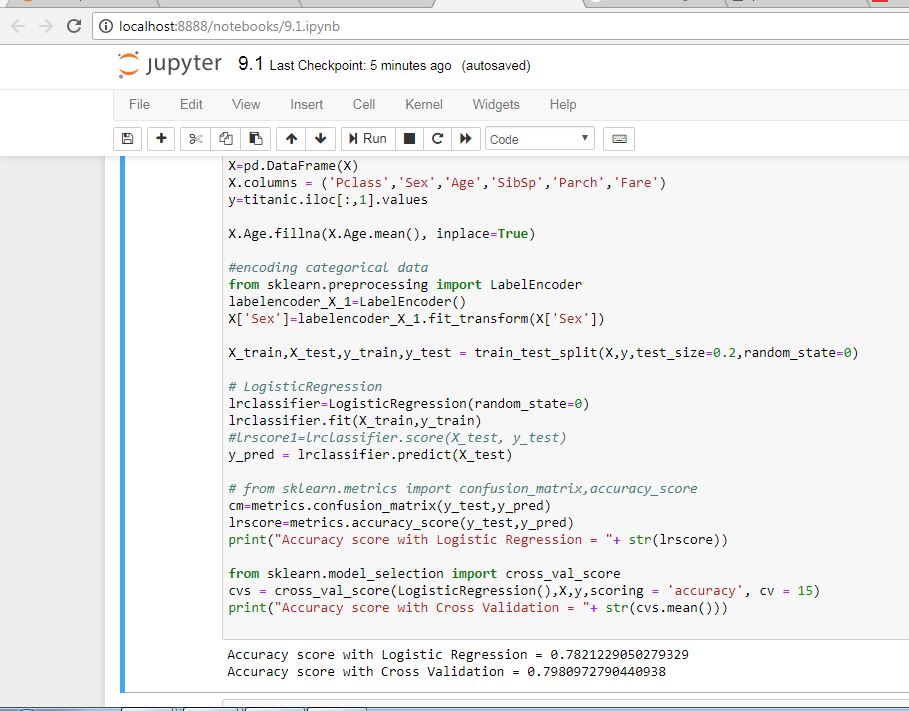 localhost:8888/notebooks/9.1.ipynb
jupyter 9.1 Last Checkpoint: 5 minutes ago (autosaved)
File Edit View Insert Cell Kernel Widgets Help
Run Code
X=pd.DataFrame(X)
X.columns = ('Pclass','Sex','Age','SibSp','Parch','Fare')
y=titanic.iloc[:,1].values
X.Age.fillna(X.Age.mean(), inplace=True)
#encoding categorical data
from sklearn.preprocessing import LabelEncoder
labelencoder_X_1=LabelEncoder()
X['Sex']=labelencoder_X_1.fit_transform(X['Sex'])
X_train,X_test,y_train,y_test = train_test_split(X,y,test_size=0.2,random_state=0)
# LogisticRegression
lrclassifier=LogisticRegression(random_state=0)
lrclassifier.fit(X_train,y_train)
#lrscore1=lrclassifier.score(X_test, y_test)
y_pred = lrclassifier.predict(X_test)
# from sklearn.metrics import confusion_matrix,accuracy_score
cm=metrics.confusion_matrix(y_test,y_pred)
lrscore=metrics.accuracy_score(y_test,y_pred)
print("Accuracy score with Logistic Regression = "+ str(lrscore))
from sklearn.model_selection import cross_val_score
cvs = cross_val_score(LogisticRegression(),X,y,scoring = 'accuracy', cv = 15)
print("Accuracy score with Cross Validation = "+ str(cvs.mean()))
Accuracy score with Logistic Regression = 0.7821229050279329
Accuracy score with Cross Validation = 0.7980972790440938